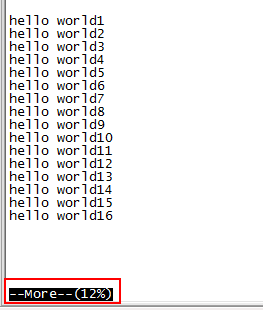 hello world1
hello world2
hello world3
hello world4
hello world5
hello world6
hello world7
hello world8
hello world9
hello world10
hello world11
hello world12
hello world13
hello world14
hello world15
hello world16
--More--(12%)